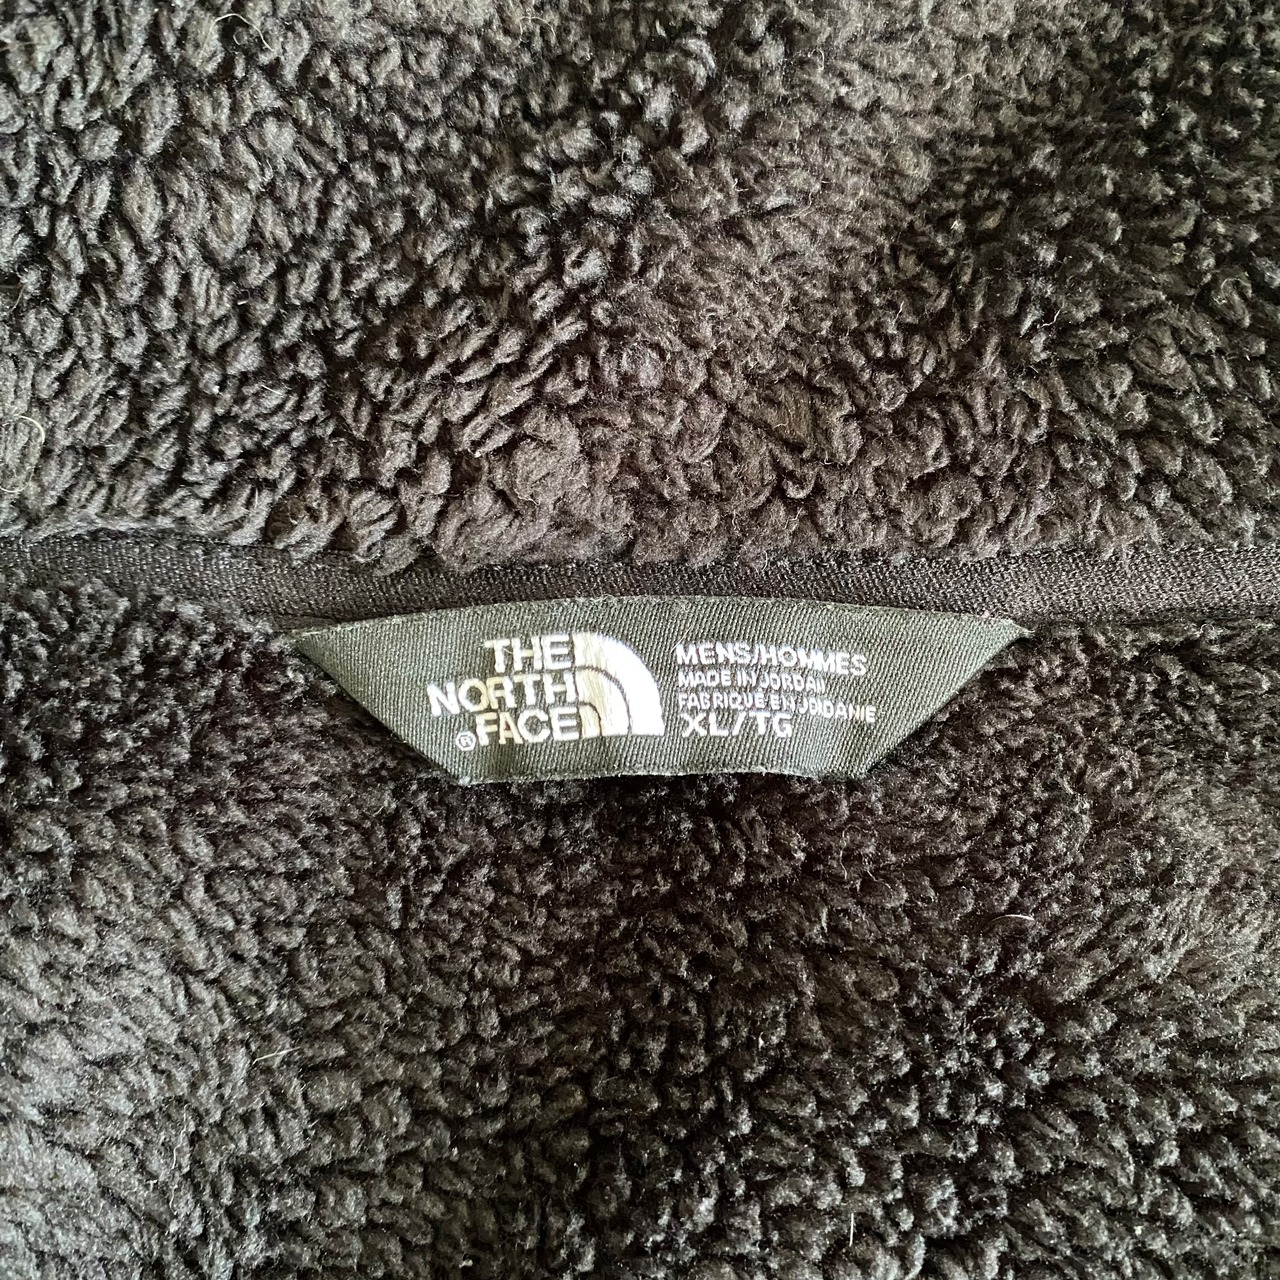 THE
NORTH
® FACE
MENS/HOMMES
MADE IN JORDAN
FABRIQUE EN JORDANIE
XL/TG